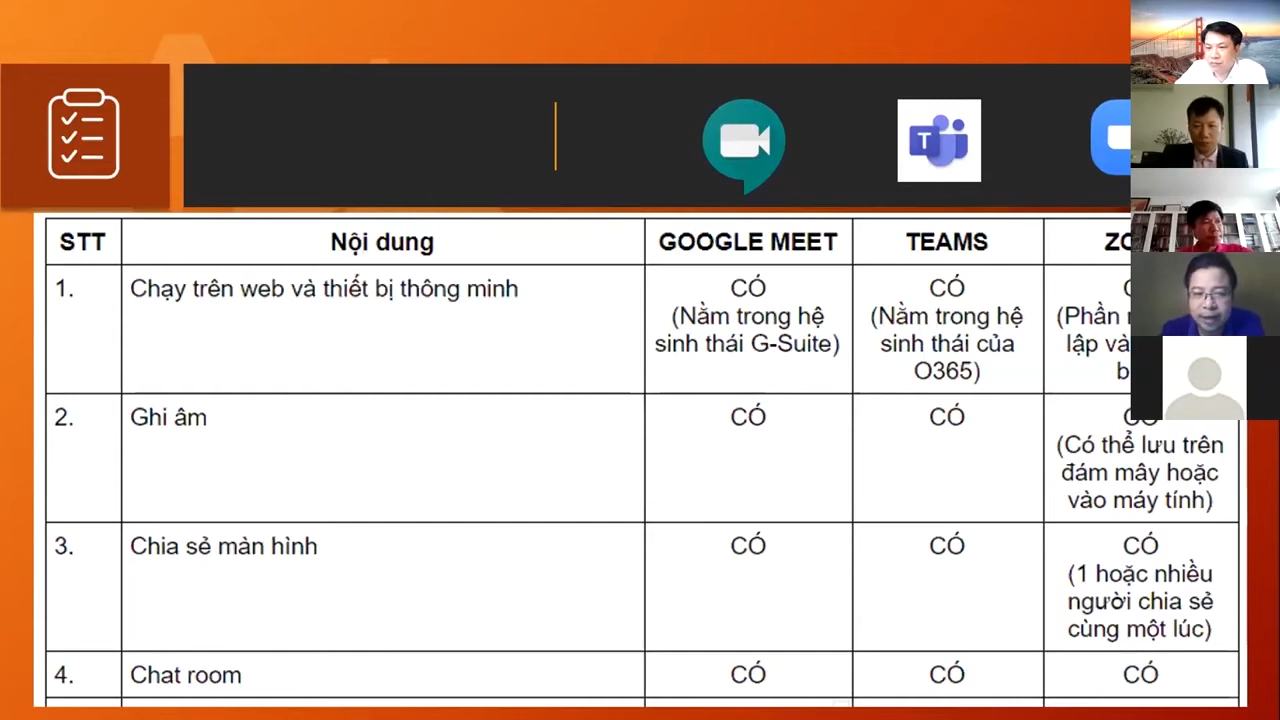 T
STT Nội dung GOOGLE MEET TEAMS
1. Chạy trên web và thiết bị thông minh CÓ CÓ
(Nằm trong hệ (Nằm trong hệ (Phần
sinh thái G-Suite) sinh thái của lập
O365)
2. Ghi âm CÓ CÓ CÓ
(Có thể lưu trên
đám mây hoặc
vào máy tính)
3. Chia sẻ màn hình CÓ CÓ CÓ
(1 hoặc nhiều
người chia sẻ
cùng một lúc)
4. Chat room CÓ CÓ CÓ